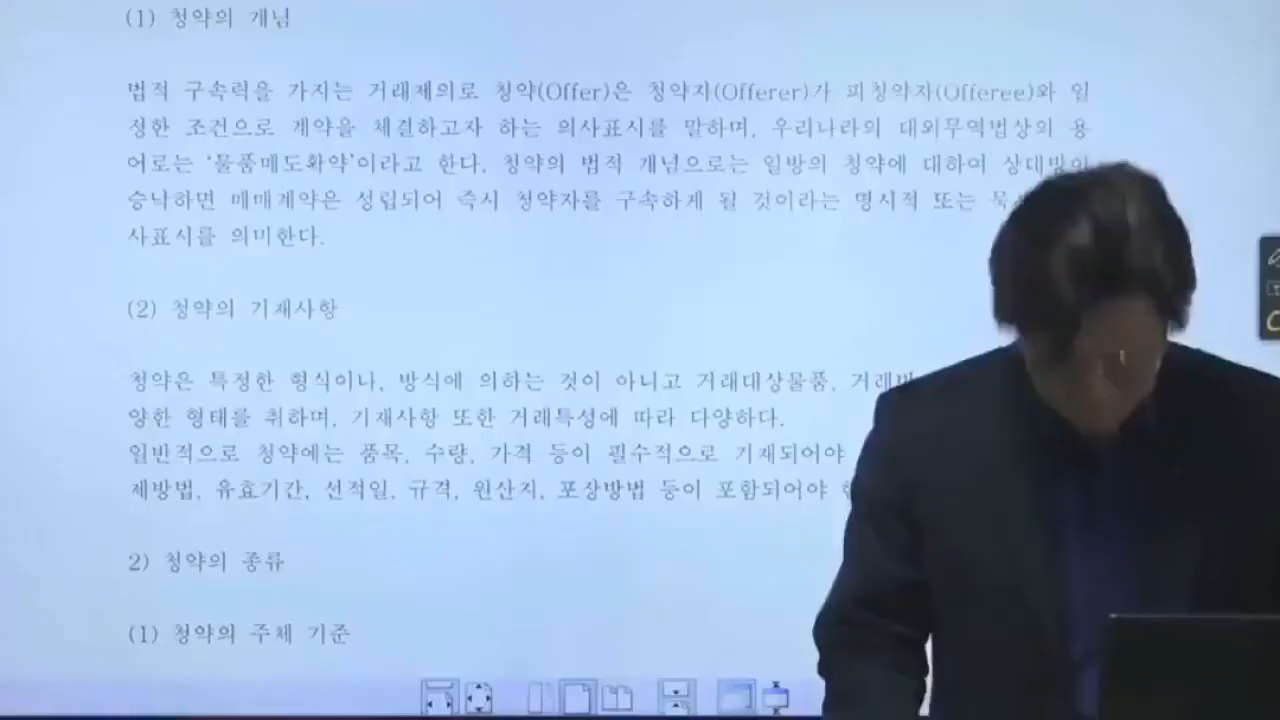 (1) 청약의 개념
법적 구속력을 가지는 거래제의로 청약(Offer)은 청약자(Offerer)가 피청약자(Offeree)와 일
정한 조건으로 계약을 체결하고자 하는 의사표시를 말하며, 우리나라의 대외무역법상의 용
어로는 '물품매도확약'이라고 한다. 청약의 법적 개념으로는 일방의 청약에 대하여 상대방이
승낙하면 매매계약은 성립되어 즉시 청약자를 구속하게 될 것이라는 명시적 또는
사표시를 의미한다.
(2) 청약의 기재사항
청약은 특정한 형식이나, 방식에 의하는 것이 아니고 거래대상물품,
양한 형태를 취하며, 기재사항 또한 거래특성에 따라 다양하다.
일반적으로 청약에는 품목, 수량, 가격 등이 필수적으로 기재되어야
제방법, 유효기간, 선적일, 규격, 원산지, 포장방법 등이 포함되어야
2) 청약의 종류
(1) 청약의 주체 기준